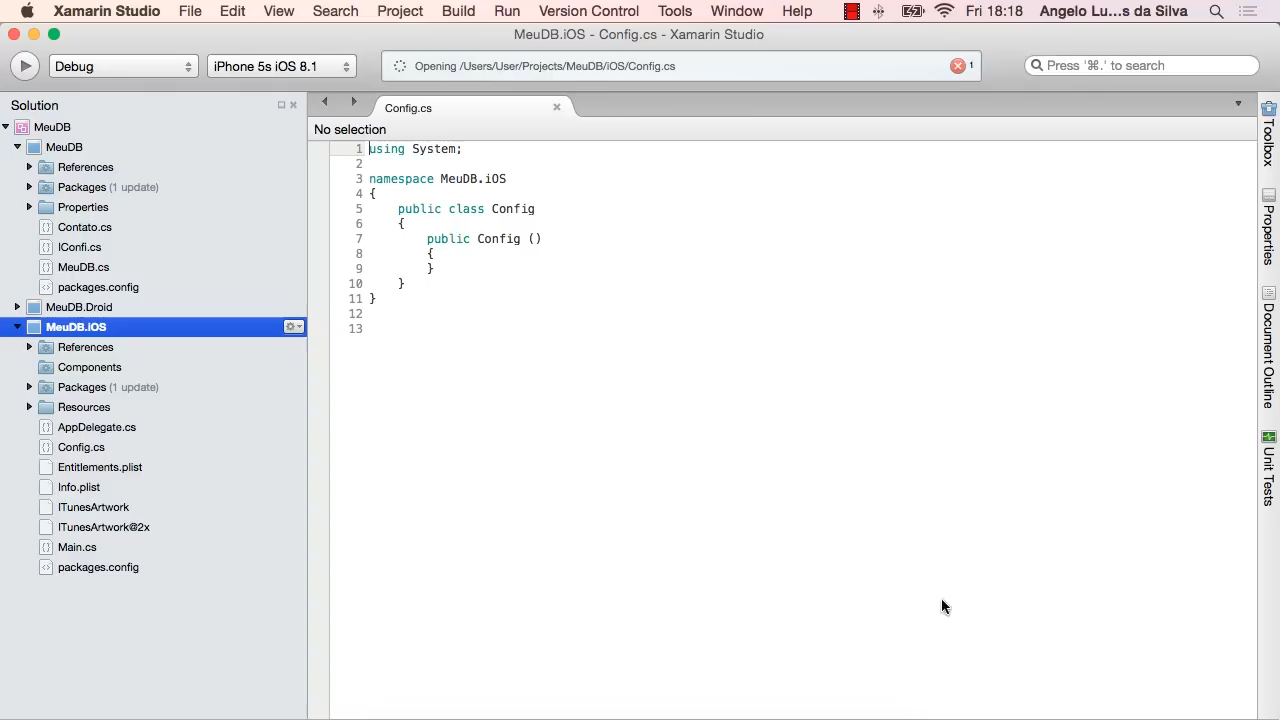 Xamarin Studio File Edit View Search Project Build Run Version Control Tools Window Help Fri 18:18 Angelo Lu...s da Silva
MeuDB.iOS - Config.cs - Xamarin Studio
Debug iPhone 5s iOS 8.1 Opening /Users/User/Projects/MeuDB/iOS/Config.cs 1 Press '⌘.' to search
Solution
MeuDB
MeuDB
References
Packages (1 update)
Properties
Contato.cs
IConfi.cs
MeuDB.cs
packages.config
MeuDB.Droid
MeuDB.iOS
References
Components
Packages (1 update)
Resources
AppDelegate.cs
Config.cs
Entitlements.plist
Info.plist
ITunesArtwork
ITunesArtwork@2x
Main.cs
packages.config
Config.cs
No selection
1 using System;
2
3 namespace MeuDB.iOS
4 {
5 public class Config
6 {
7 public Config ()
8 {
9 }
10 }
11 }
12
13
Toolbox
Properties
Document Outline
Unit Tests